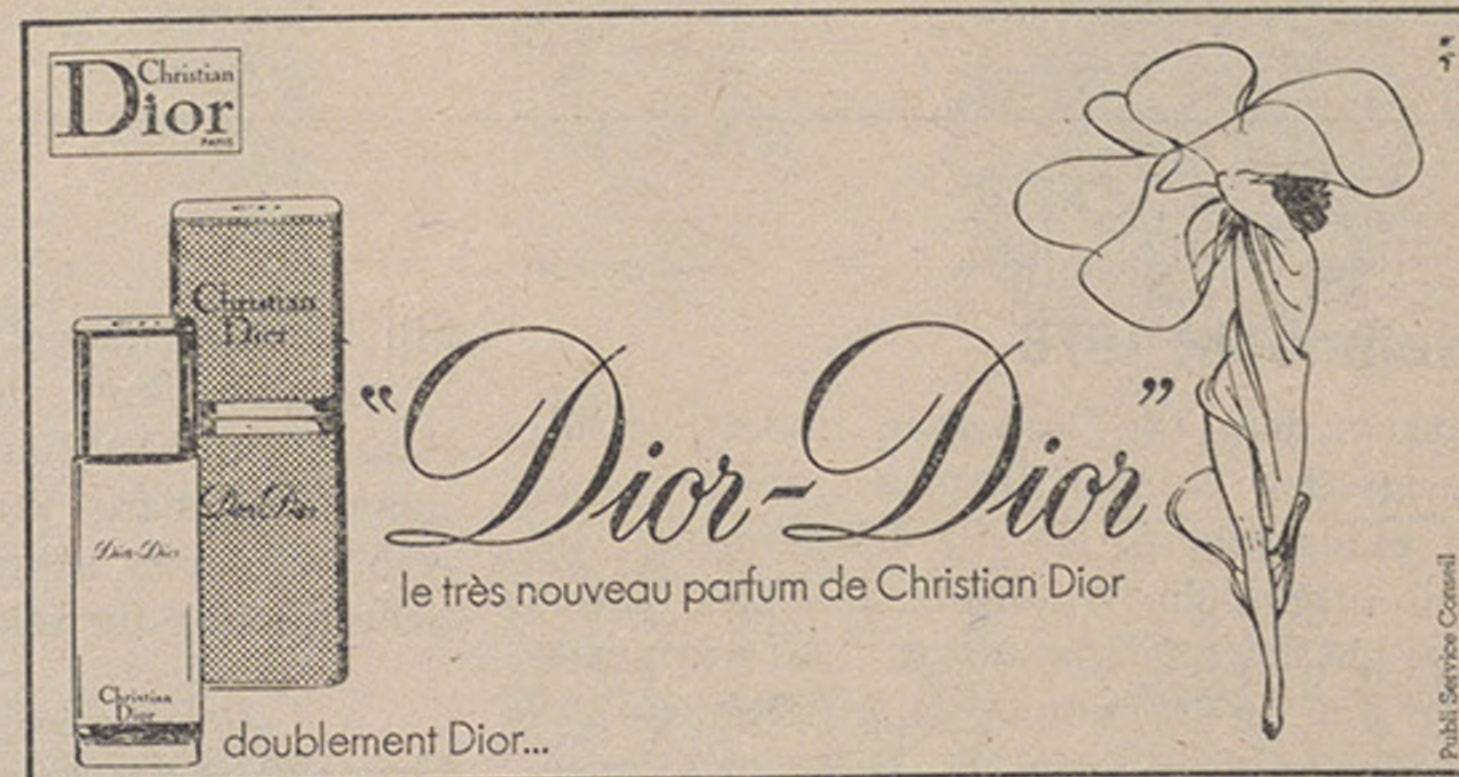 Christian
Dior
PARIS
Christian
Dior
Dior-Dior
Dior-Dior
Christian
Dior
"Dior-Dior"
le très nouveau parfum de Christian Dior
doublement Dior...
Publi Service Conseil